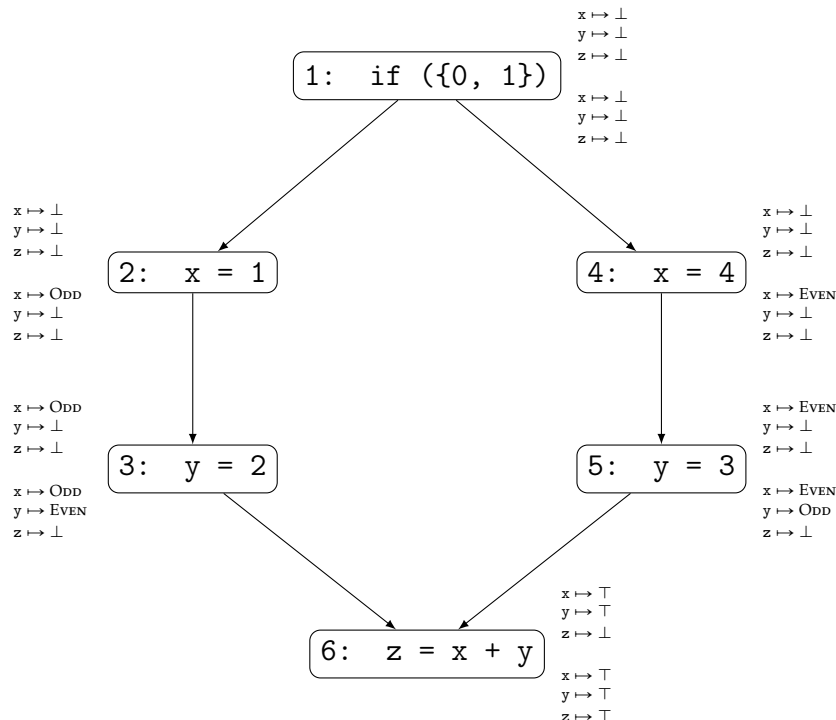 x ↦ ⊥
y ↦ ⊥
z ↦ ⊥
1: if ({0, 1})
x ↦ ⊥
y ↦ ⊥
z ↦ ⊥
x ↦ ⊥
y ↦ ⊥
z ↦ ⊥
2: x = 1
x ↦ ODD
y ↦ ⊥
z ↦ ⊥
x ↦ ⊥
y ↦ ⊥
z ↦ ⊥
4: x = 4
x ↦ EVEN
y ↦ ⊥
z ↦ ⊥
x ↦ ODD
y ↦ ⊥
z ↦ ⊥
3: y = 2
x ↦ ODD
y ↦ EVEN
z ↦ ⊥
x ↦ EVEN
y ↦ ⊥
z ↦ ⊥
5: y = 3
x ↦ EVEN
y ↦ ODD
z ↦ ⊥
x ↦ ⊤
y ↦ ⊤
z ↦ ⊥
6: z = x + y
x ↦ ⊤
y ↦ ⊤
z ↦ ⊤